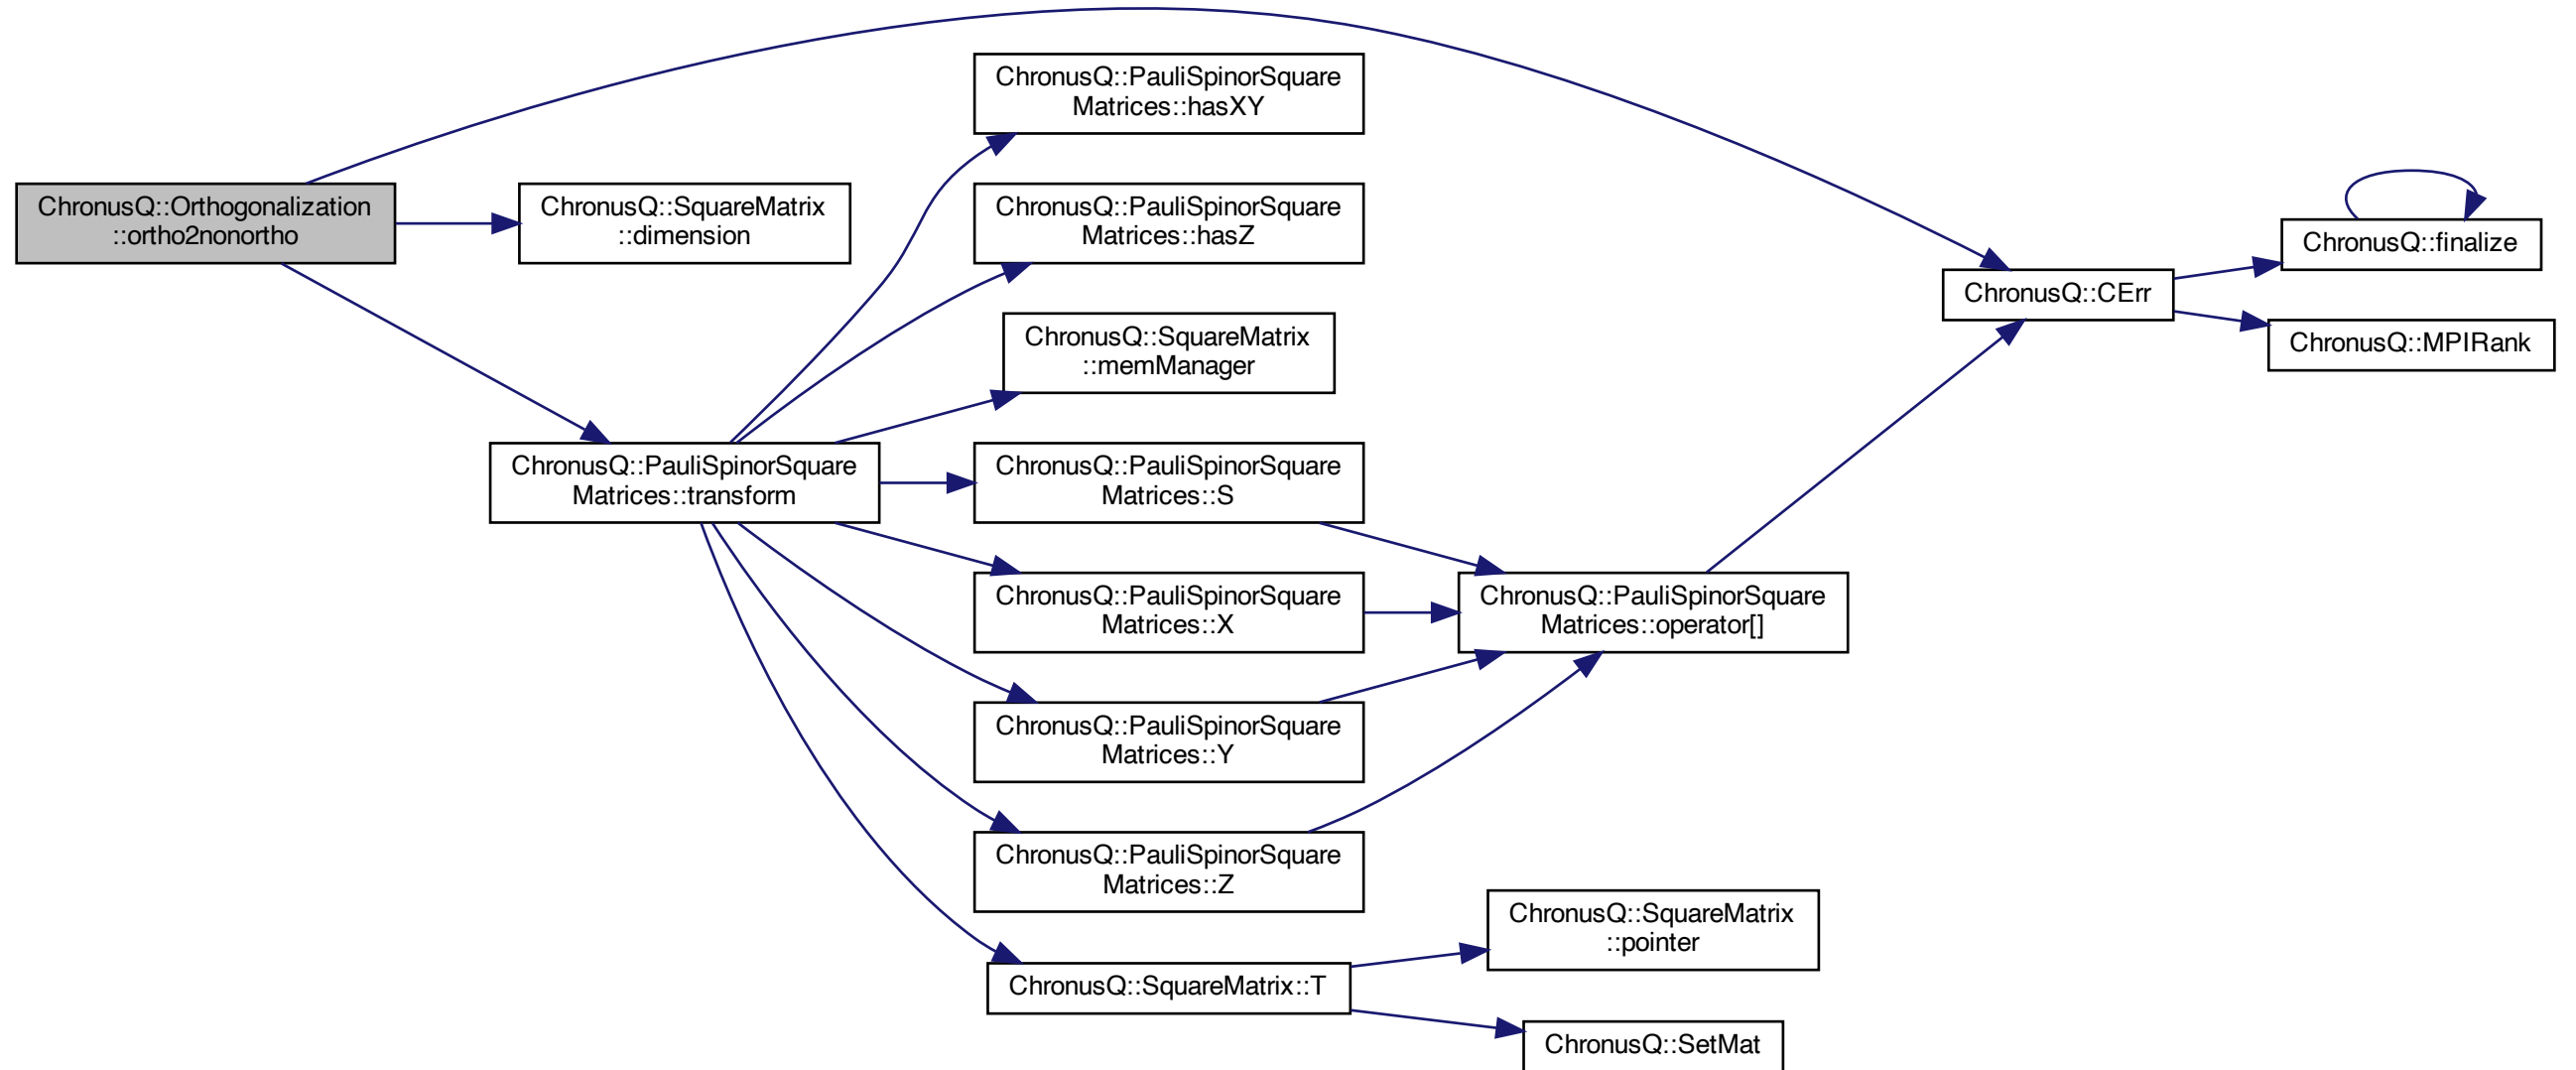 ChronusQ::Orthogonalization
::ortho2nonortho
ChronusQ::SquareMatrix
::dimension
ChronusQ::PauliSpinorSquare
Matrices::transform
ChronusQ::PauliSpinorSquare
Matrices::hasXY
ChronusQ::PauliSpinorSquare
Matrices::hasZ
ChronusQ::SquareMatrix
::memManager
ChronusQ::PauliSpinorSquare
Matrices::S
ChronusQ::PauliSpinorSquare
Matrices::X
ChronusQ::PauliSpinorSquare
Matrices::Y
ChronusQ::PauliSpinorSquare
Matrices::Z
ChronusQ::SquareMatrix::T
ChronusQ::PauliSpinorSquare
Matrices::operator[]
ChronusQ::SquareMatrix
::pointer
ChronusQ::SetMat
ChronusQ::CErr
ChronusQ::finalize
ChronusQ::MPIRank